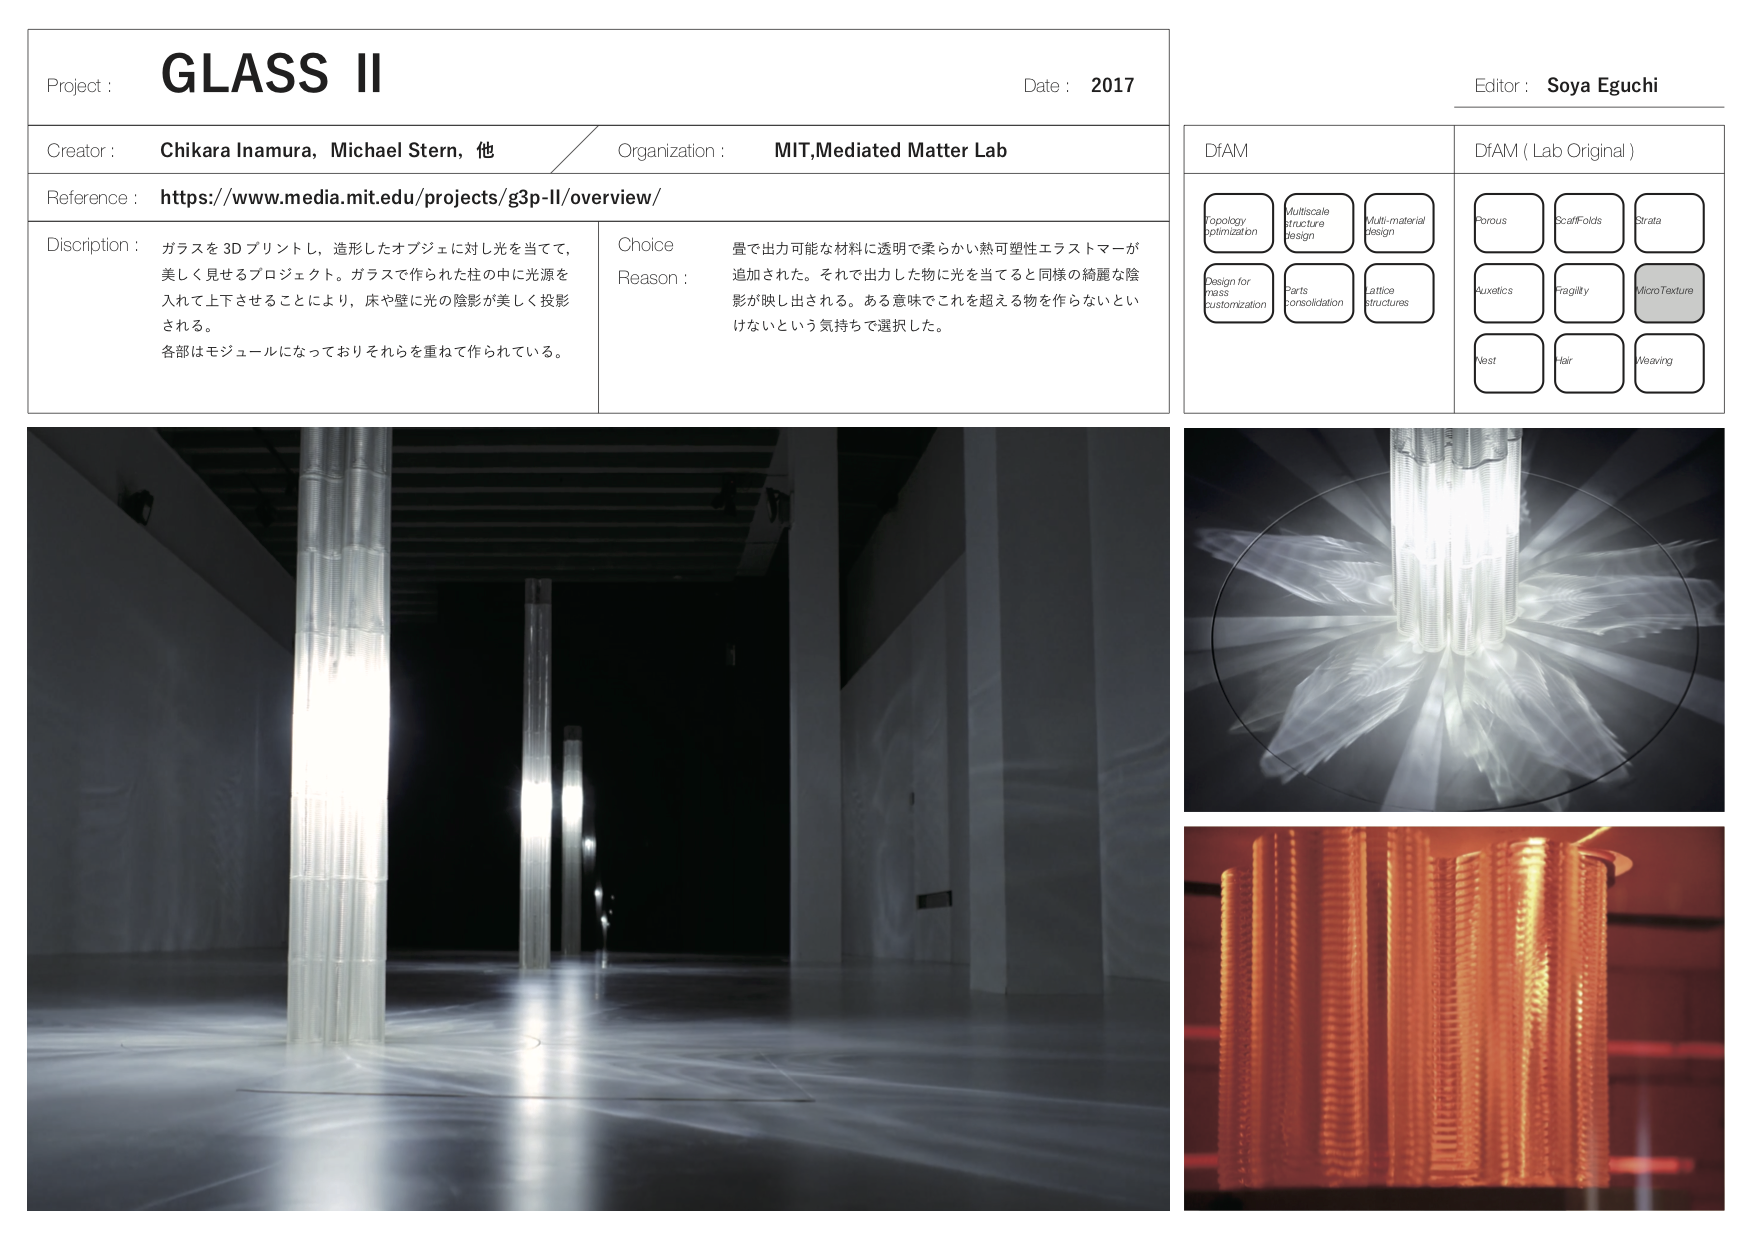 Project : GLASS II Date : 2017
Editor : Soya Eguchi
Creator : Chikara Inamura, Michael Stern, 他 Organization : MIT,Mediated Matter Lab
Reference : https://www.media.mit.edu/projects/g3p-II/overview/
Discription :
ガラスを 3D プリントし，造形したオブジェに対し光を当てて，
美しく見せるプロジェクト。ガラスで作られた柱の中に光源を
入れて上下させることにより，床や壁に光の陰影が美しく投影
される。
各部はモジュールになっておりそれらを重ねて作られている。
Choice
Reason :
畳で出力可能な材料に透明で柔らかい熱可塑性エラストマーが
追加された。それで出力した物に光を当てると同様の綺麗な陰
影が映し出される。ある意味でこれを超える物を作らないとい
けないという気持ちで選択した。
DfAM
Topology
optimization
Multiscale
structure
design
Multi-material
design
Design for
mass
customization
Parts
consolidation
Lattice
structures
DfAM ( Lab Original )
Porous
ScaffFolds
Strata
Auxetics
Fragility
MicroTexture
Nest
Hair
Weaving